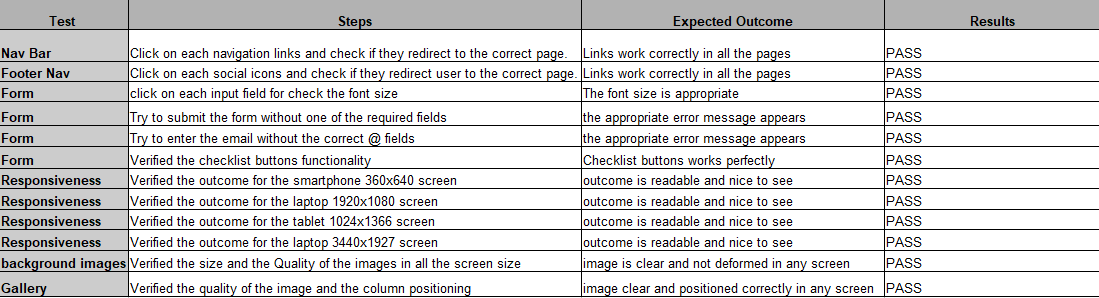 Test Steps Expected Outcome Results
Nav Bar Click on each navigation links and check if they redirect to the correct page. Links work correctly in all the pages PASS
Footer Nav Click on each social icons and check if they redirect user to the correct page. Links work correctly in all the pages PASS
Form click on each input field for check the font size The font size is appropriate PASS
Form Try to submit the form without one of the required fields the appropriate error message appears PASS
Form Try to enter the email without the correct @ fields the appropriate error message appears PASS
Form Verified the checklist buttons functionality Checklist buttons works perfectly PASS
Responsiveness Verified the outcome for the smartphone 360x640 screen outcome is readable and nice to see PASS
Responsiveness Verified the outcome for the laptop 1920x1080 screen outcome is readable and nice to see PASS
Responsiveness Verified the outcome for the tablet 1024x1366 screen outcome is readable and nice to see PASS
Responsiveness Verified the outcome for the laptop 3440x1927 screen outcome is readable and nice to see PASS
background images Verified the size and the Quality of the images in all the screen size image is clear and not deformed in any screen PASS
Gallery Verified the quality of the image and the column positioning image clear and positioned correctly in any screen PASS